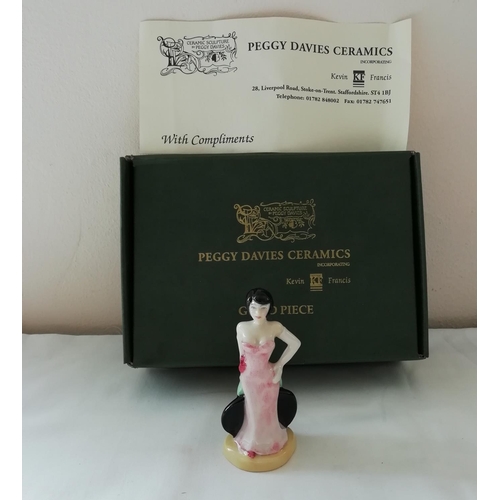 CERAMIC SCULPTURE
BY PEGGY DAVIES
PEGGY DAVIES CERAMICS
INCORPORATING
Kevin KF Francis
28, Liverpool Road, Stoke-on-Trent, Staffordshire, ST4 1BJ
Telephone: 01782 848002 Fax: 01782 747653
With Compliments
CERAMIC SCULPTURE
BY PEGGY DAVIES
PEGGY DAVIES CERAMICS
INCORPORATING
Kevin KF Francis
PIECE